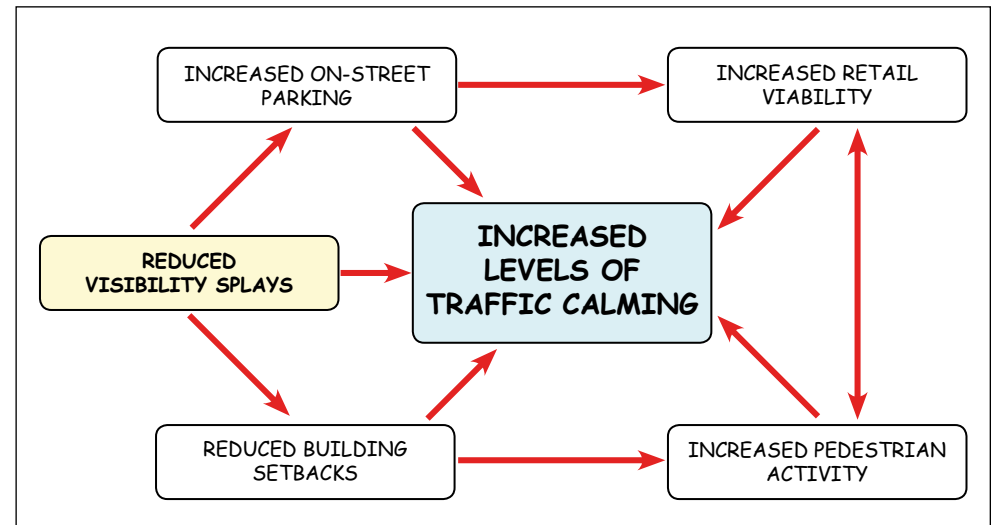 INCREASED ON-STREET
PARKING
INCREASED RETAIL
VIABILITY
REDUCED
VISIBILITY SPLAYS
INCREASED
LEVELS OF
TRAFFIC CALMING
REDUCED BUILDING
SETBACKS
INCREASED PEDESTRIAN
ACTIVITY